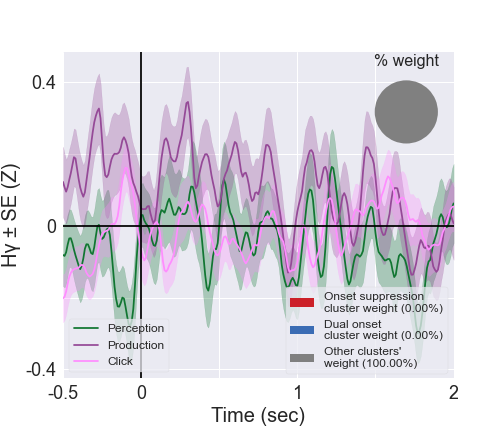 % weight
0.4
0
-0.4
Hγ ± SE (Z)
Perception
Production
Click
Onset suppression
cluster weight (0.00%)
Dual onset
cluster weight (0.00%)
Other clusters'
weight (100.00%)
-0.5
0
1
2
Time (sec)